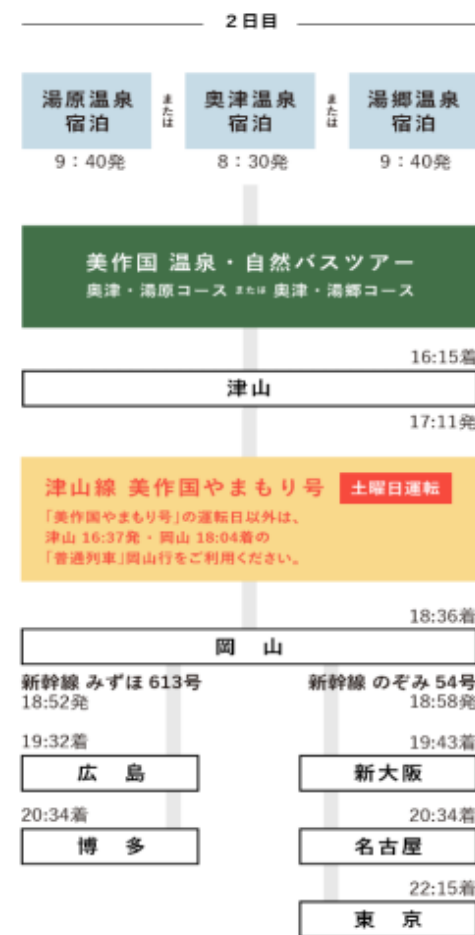 2日目
湯原温泉
宿泊
または
奥津温泉
宿泊
または
湯郷温泉
宿泊
9：40発
8：30発
9：40発
美作国 温泉・自然バスツアー
奥津・湯原コース または 奥津・湯郷コース
16:15着
津山
17:11発
津山線 美作国やまもり号 土曜日運転
「美作国やまもり号」の運転日以外は、
津山 16:37発・岡山 18:04着の
「普通列車」岡山行をご利用ください。
18:36着
岡 山
新幹線 みずほ 613号
18:52発
新幹線 のぞみ 54号
18:58発
19:32着
広 島
20:34着
博 多
19:43着
新大阪
20:34着
名古屋
22:15着
東 京